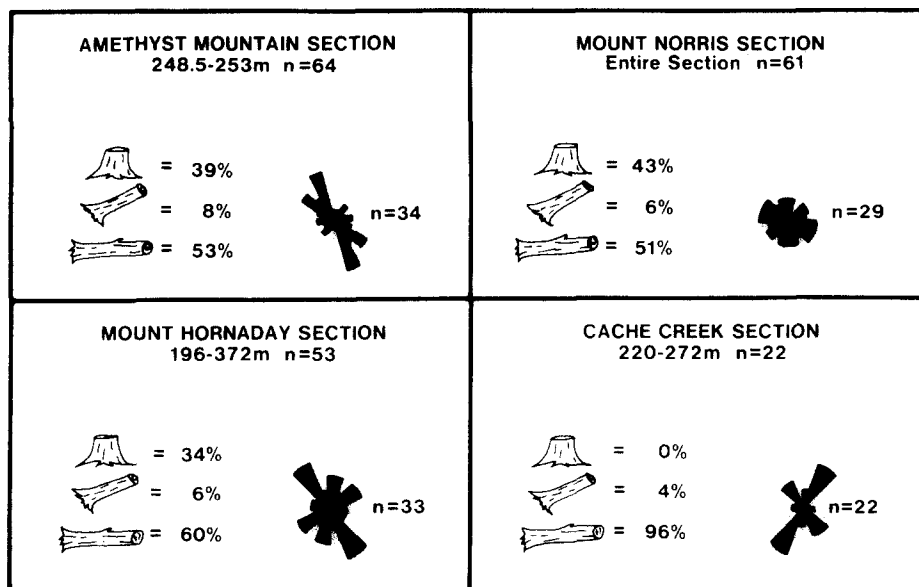 AMETHYST MOUNTAIN SECTION
248.5-253m n=64
= 39%
= 8%
n=34
= 53%
MOUNT NORRIS SECTION
Entire Section n=61
= 43%
= 6%
n=29
= 51%
MOUNT HORNADAY SECTION
196-372m n=53
= 34%
= 6%
n=33
= 60%
CACHE CREEK SECTION
220-272m n=22
= 0%
= 4%
n=22
= 96%